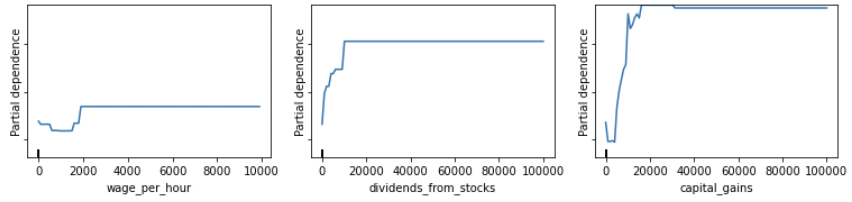 Partial dependence
0 2000 4000 6000 8000 10000
wage_per_hour
Partial dependence
0 20000 40000 60000 80000 100000
dividends_from_stocks
Partial dependence
0 20000 40000 60000 80000 100000
capital_gains